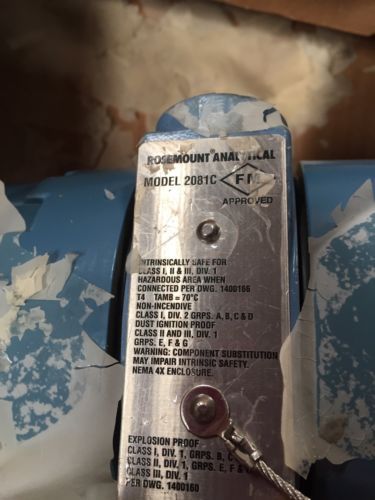 ROSEMOUNT® ANALYTICAL
MODEL 2081C
FM
APPROVED
INTRINSICALLY SAFE FOR
CLASS I, II & III, DIV. 1
HAZARDOUS AREA WHEN
CONNECTED PER DWG. 1400166
T4 TAMB = 70°C
NON-INCENDIVE
CLASS I, DIV. 2 GRPS. A, B, C & D
DUST IGNITION PROOF
CLASS II AND III, DIV. 1
GRPS. E, F & G
WARNING: COMPONENT SUBSTITUTION
MAY IMPAIR INTRINSIC SAFETY.
NEMA 4X ENCLOSURE.
EXPLOSION PROOF
CLASS I, DIV. 1, GRPS. B, C
CLASS II, DIV. 1, GRPS. E, F &
CLASS III, DIV. 1
PER DWG. 1400160